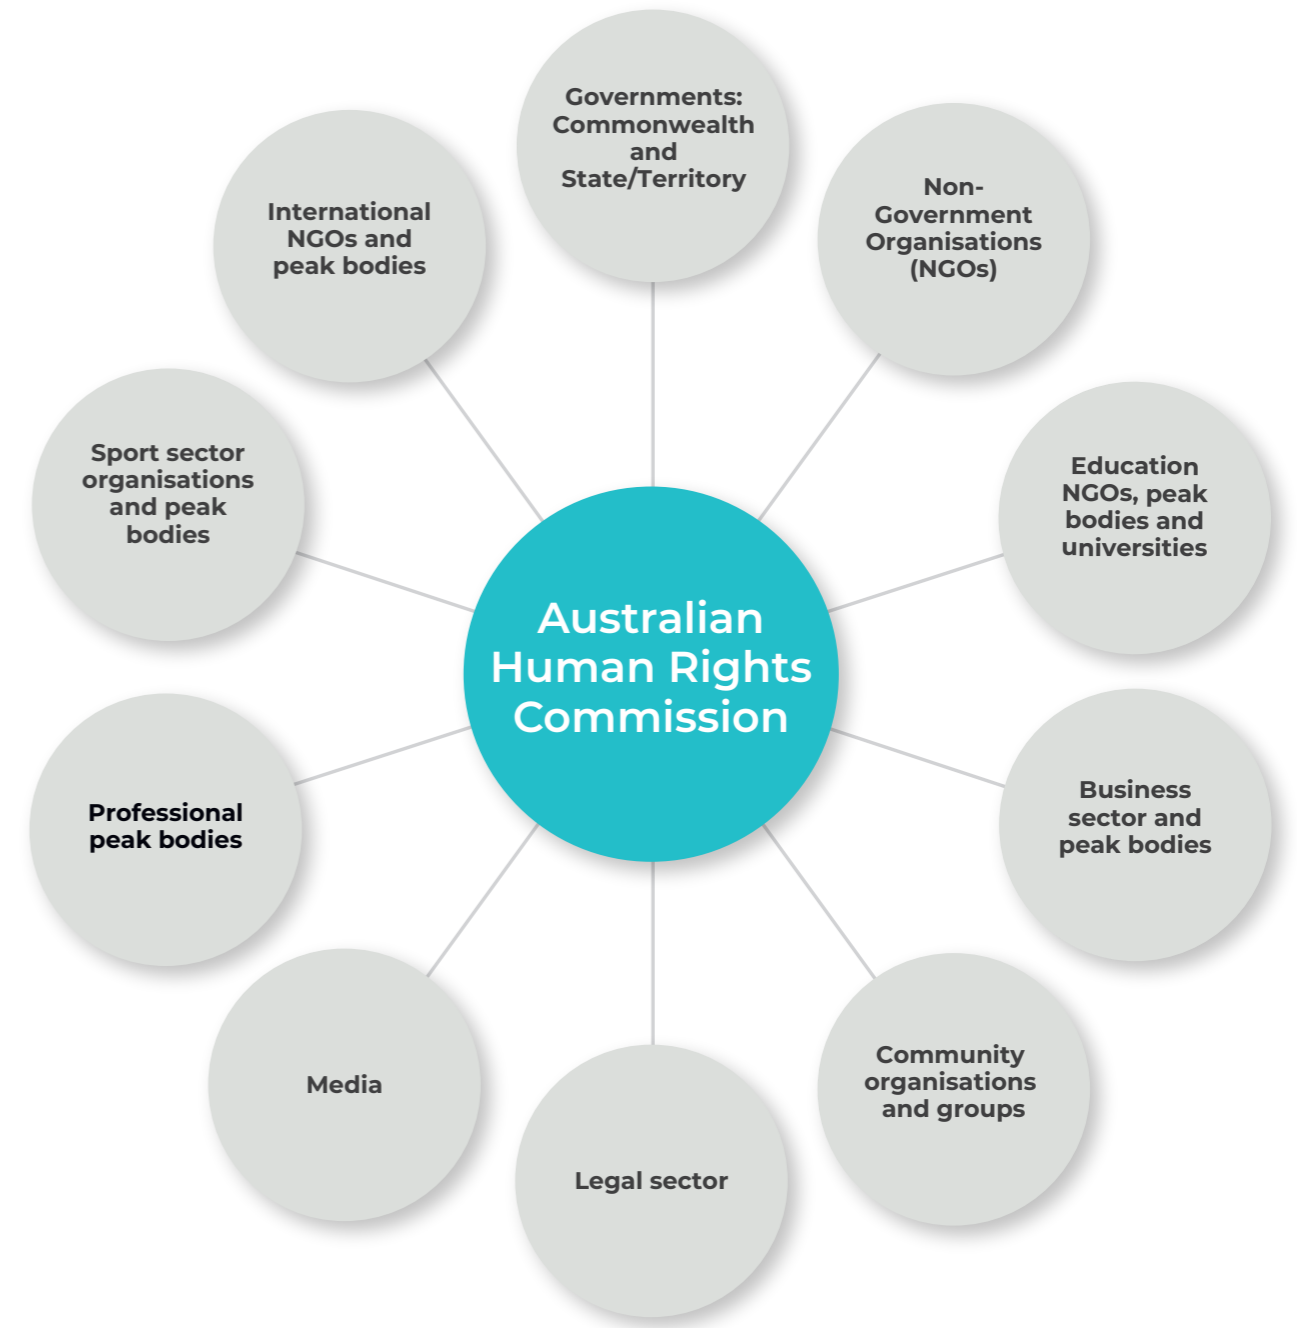 Governments:
Commonwealth
and
State/Territory
Non-
Government
Organisations
(NGOs)
Education
NGOs, peak
bodies and
universities
Business
sector and
peak bodies
Community
organisations
and groups
Legal sector
Media
Professional
peak bodies
Sport sector
organisations
and peak
bodies
International
NGOs and
peak bodies
Australian
Human Rights
Commission